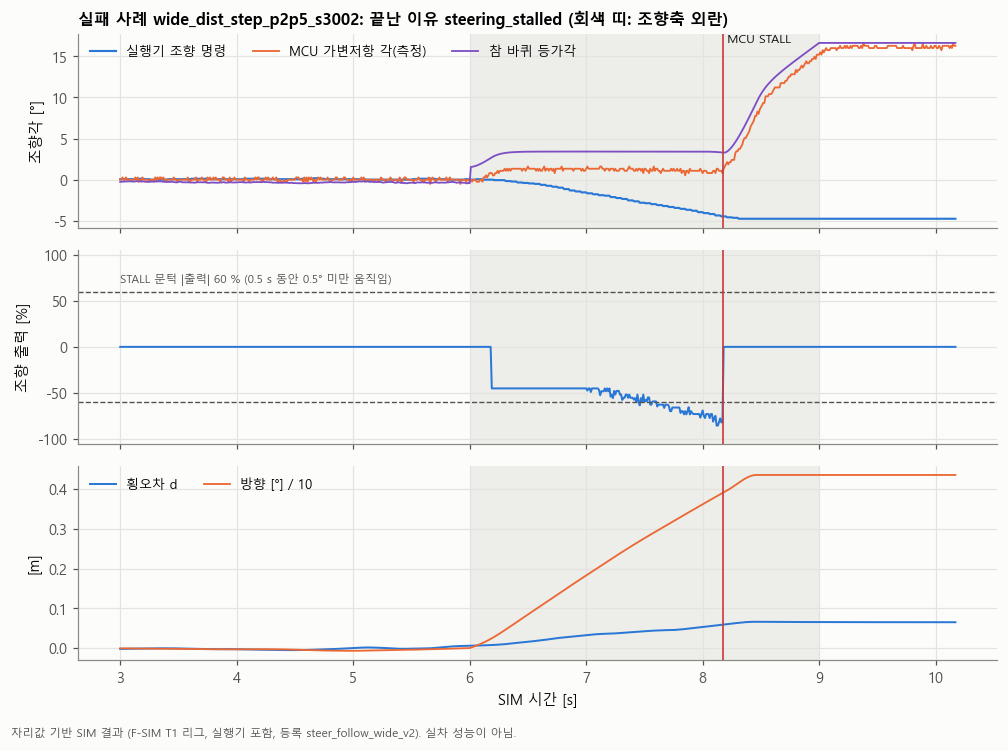 실패 사례 wide_dist_step_p2p5_s3002: 끝난 이유 steering_stalled (회색 띠: 조향축 외란)
실행기 조향 명령
MCU 가변저항 각(측정)
참 바퀴 등가각
MCU STALL
조향각 [°]
15
10
5
0
-5
STALL 문턱 |출력| 60 % (0.5 s 동안 0.5° 미만 움직임)
조향 출력 [%]
100
50
0
-50
-100
횡오차 d
방향 [°] / 10
[m]
0.4
0.3
0.2
0.1
0.0
3 4 5 6 7 8 9 10
SIM 시간 [s]
자리값 기반 SIM 결과 (F-SIM T1 리그, 실행기 포함, 등록 steer_follow_wide_v2). 실차 성능이 아님.